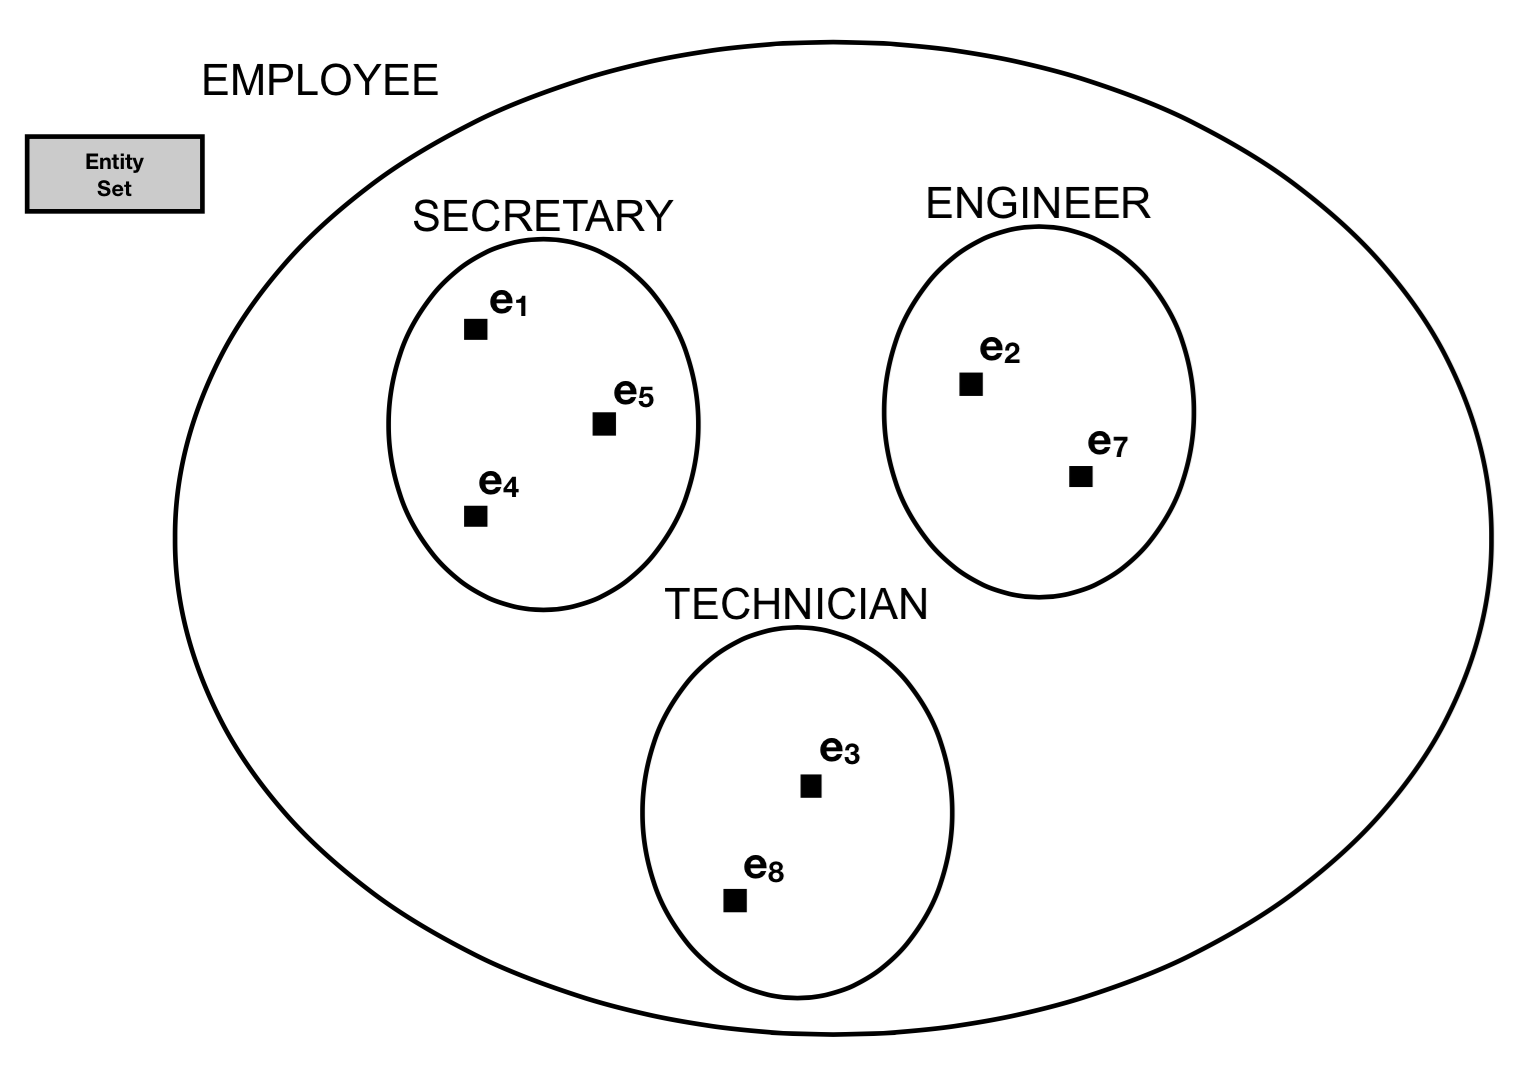 EMPLOYEE
Entity
Set
SECRETARY
ENGINEER
e1
e2
e5
e7
e4
TECHNICIAN
e3
e8